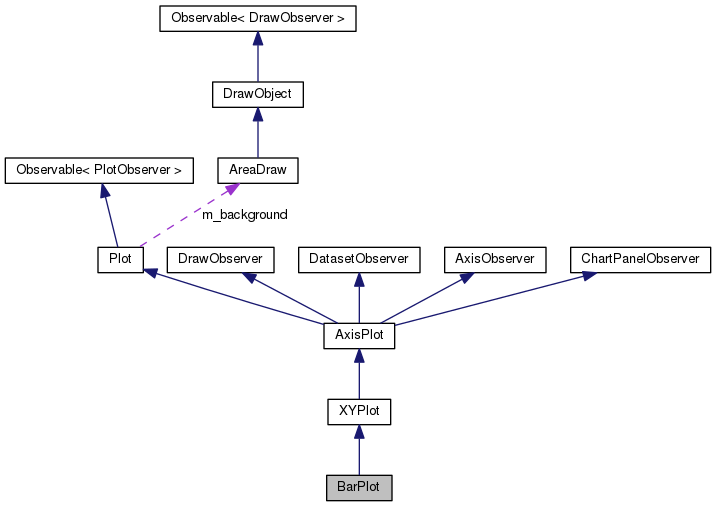 Observable< DrawObserver >
DrawObject
Observable< PlotObserver >
AreaDraw
m_background
Plot
DrawObserver
DatasetObserver
AxisObserver
ChartPanelObserver
AxisPlot
XYPlot
BarPlot